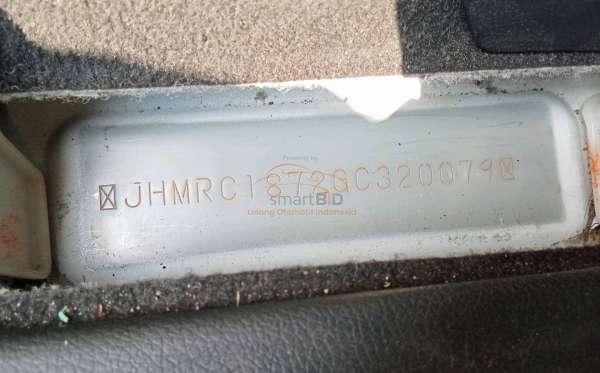 Powered by
JHMRC1872GC320079
smartBID
Lelang Otomotif Indonesia